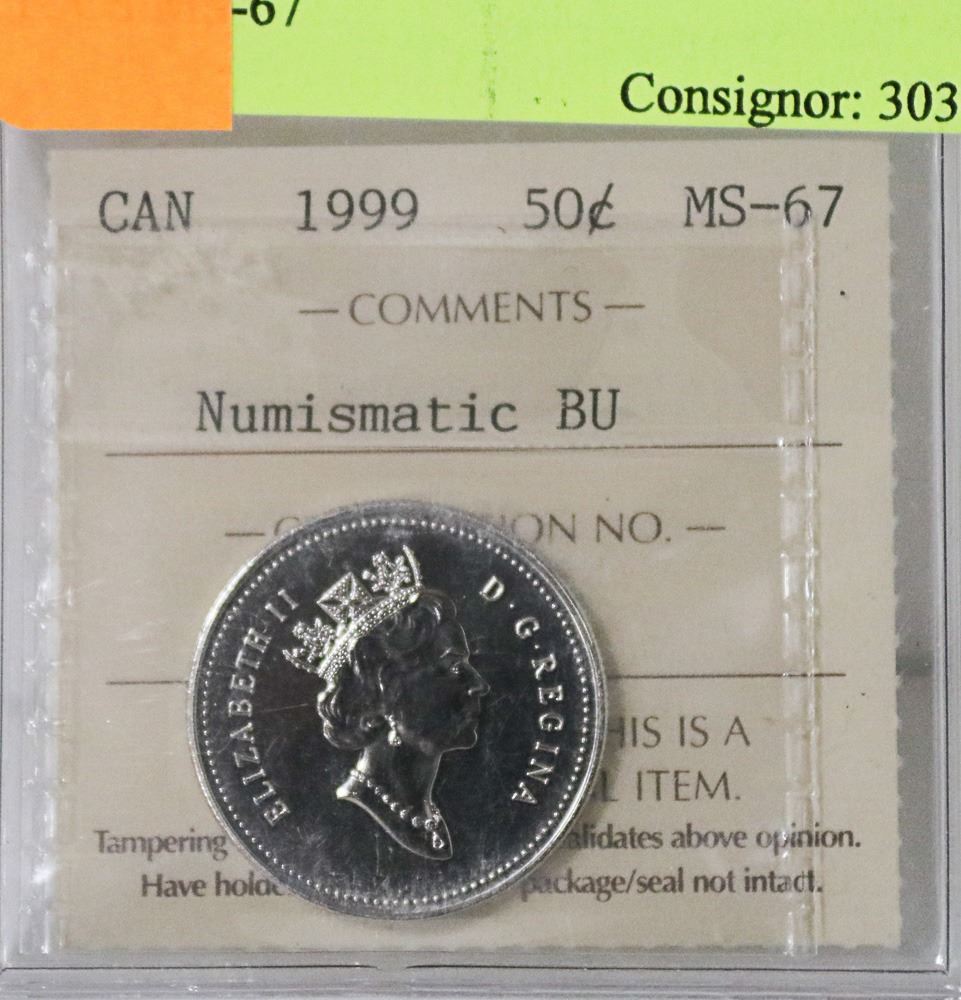 -67
Consignor: 303
CAN 1999 50¢ MS-67
— COMMENTS —
Numismatic BU
ON NO. —
ELIZABETH II D·G·REGINA
HIS IS A
L ITEM.
Tampering alidates above opinion.
Have holde package/seal not intact.